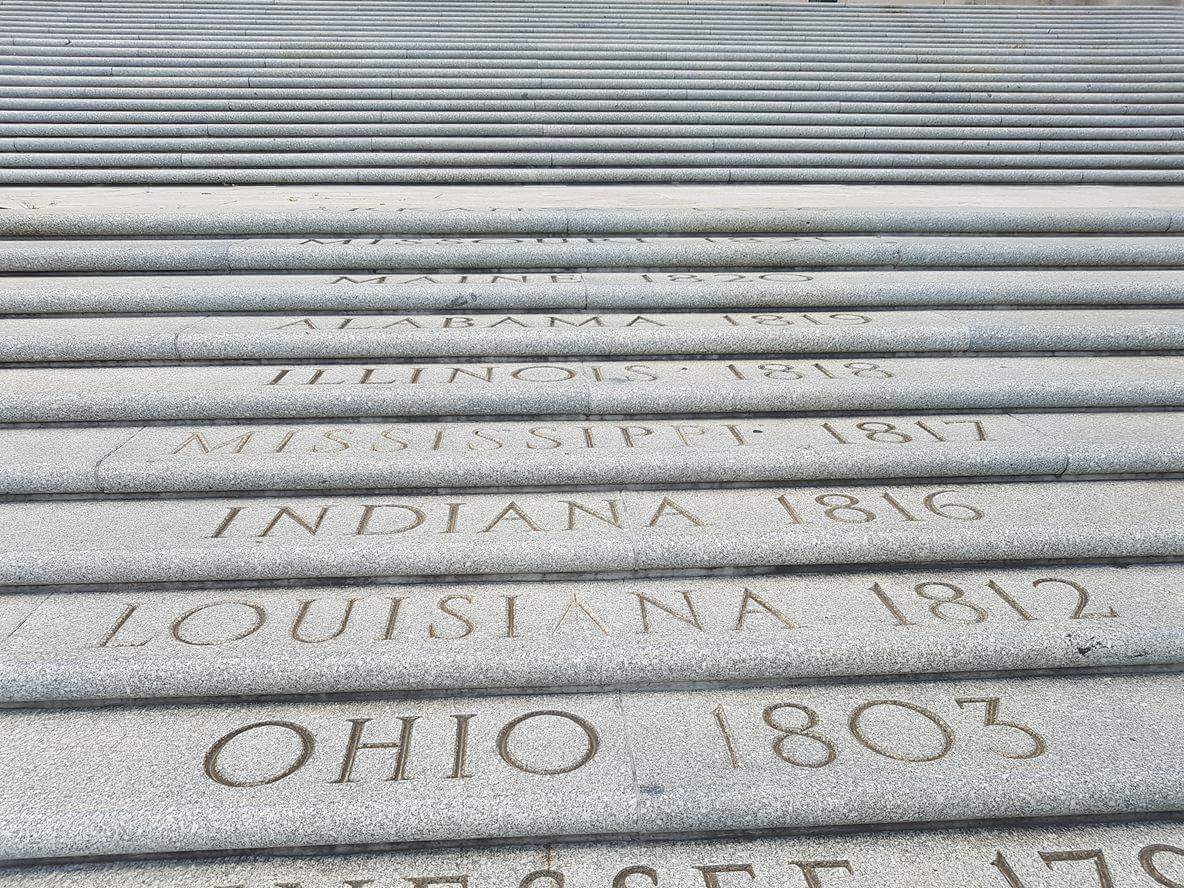 MISSOURI 1821
MAINE 1820
ALABAMA 1819
ILLINOIS 1818
MISSISSIPPI 1817
INDIANA 1816
LOUISIANA 1812
OHIO 1803